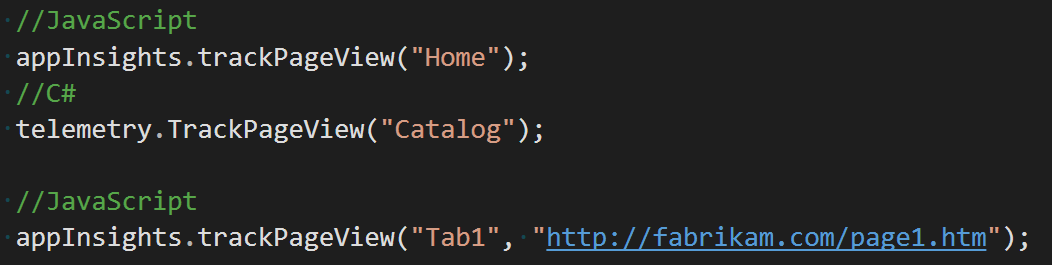 //JavaScript
appInsights.trackPageView("Home");
//C#
telemetry.TrackPageView("Catalog");
//JavaScript
appInsights.trackPageView("Tab1", "http://fabrikam.com/page1.htm");